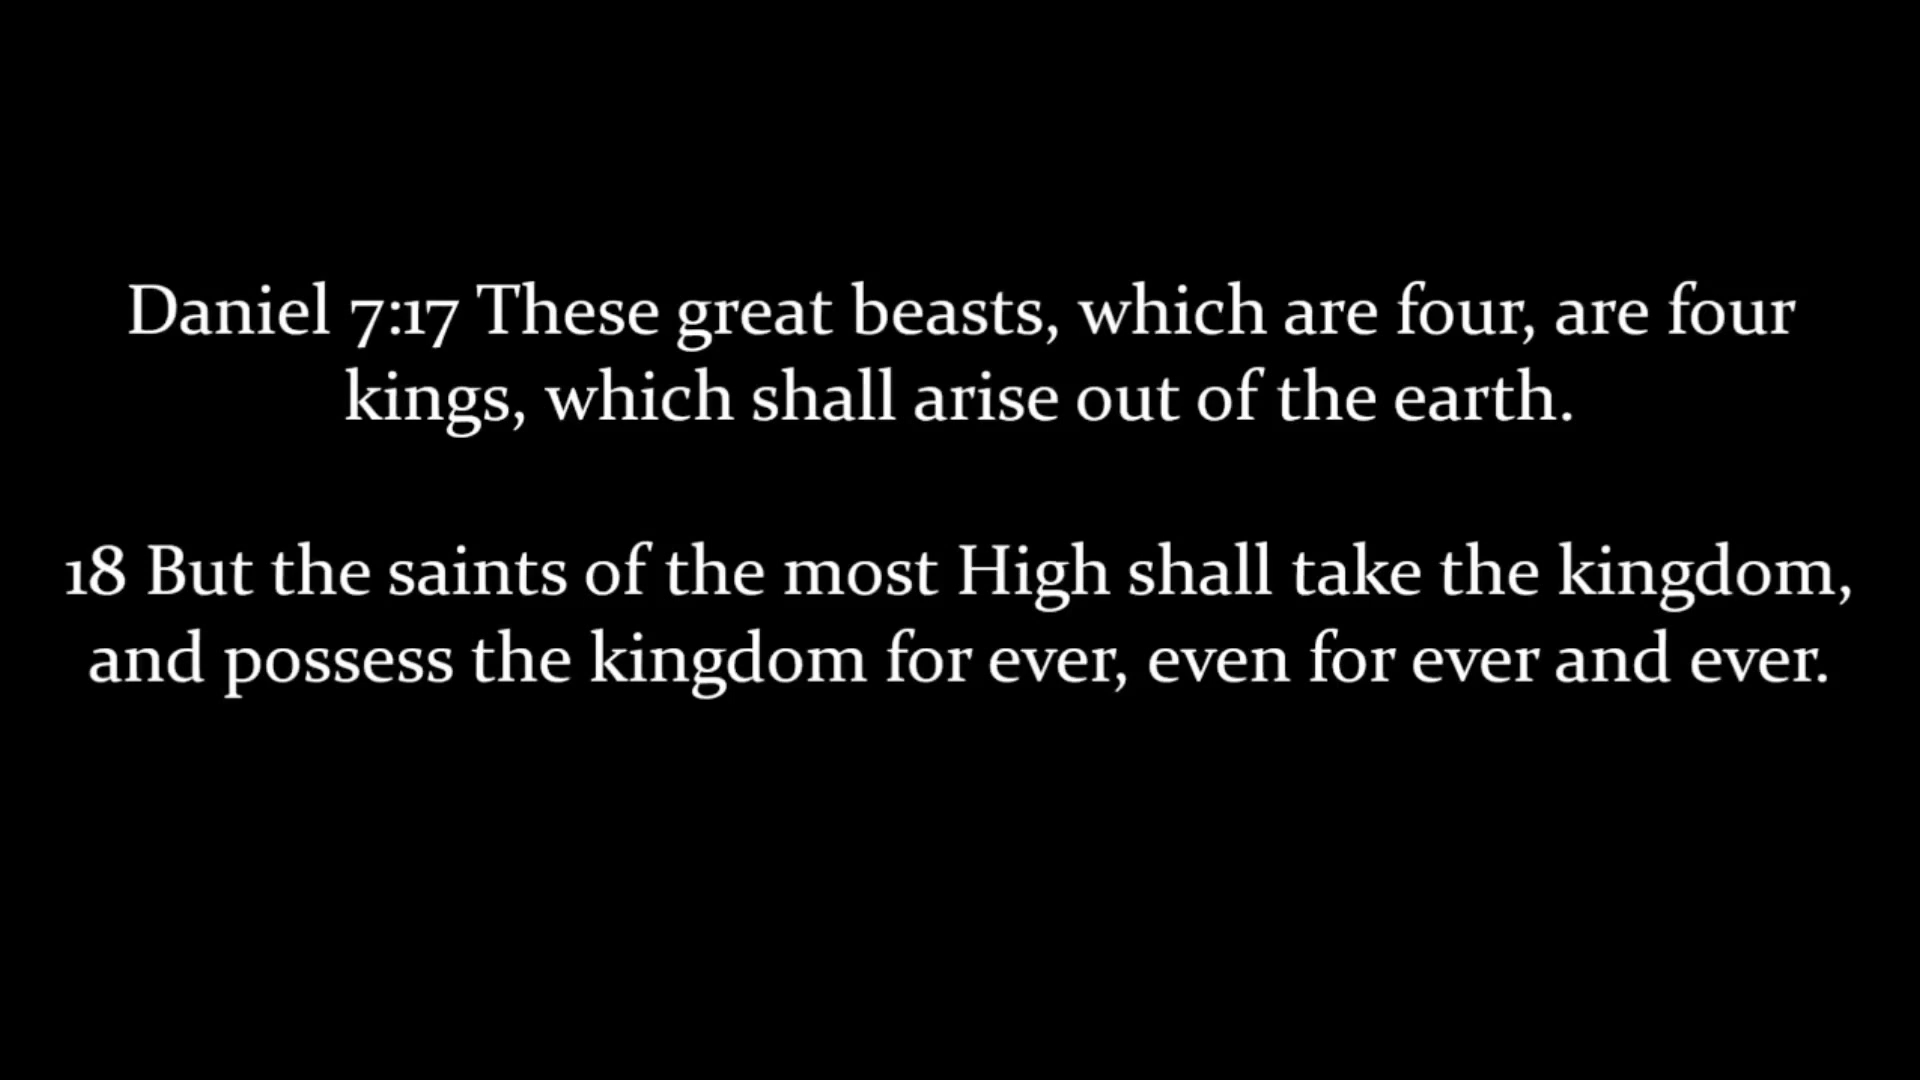 Daniel 7:17 These great beasts, which are four, are four
kings, which shall arise out of the earth.
18 But the saints of the most High shall take the kingdom,
and possess the kingdom for ever, even for ever and ever.